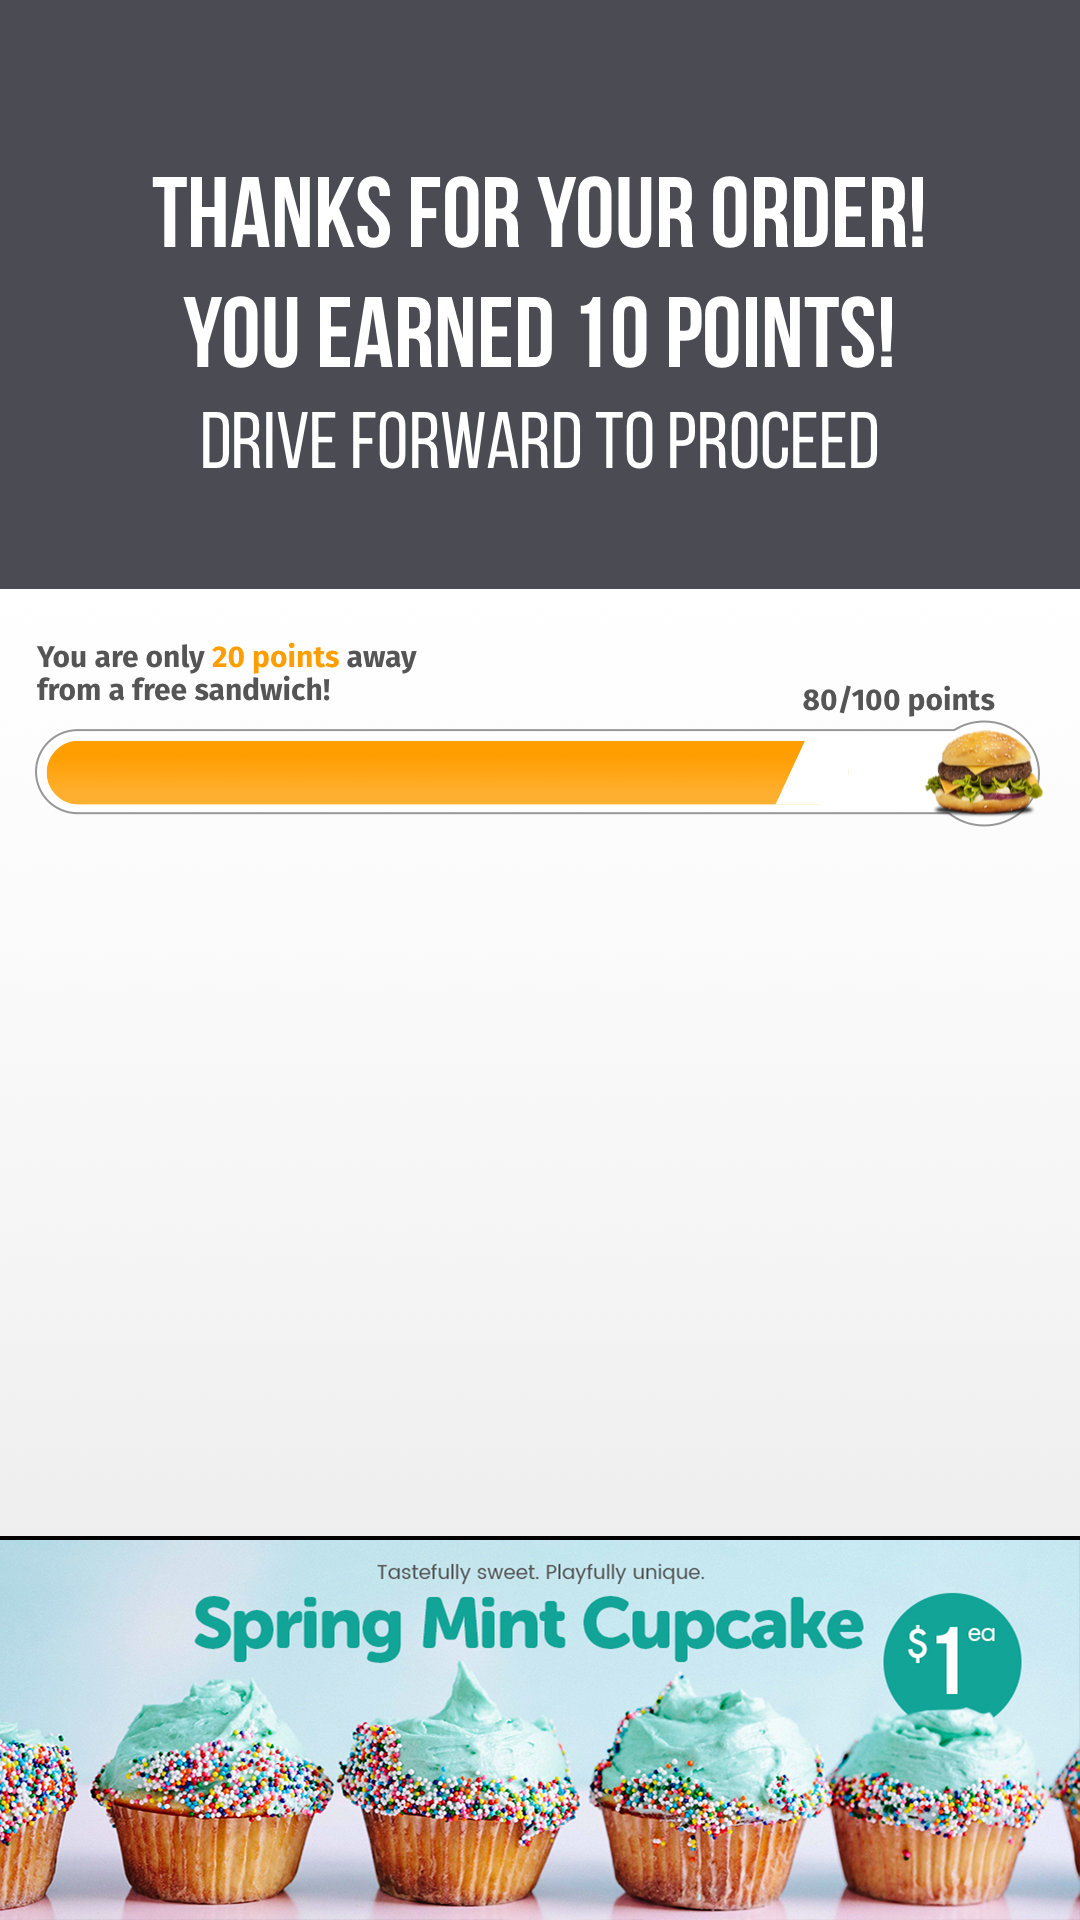 THANKS FOR YOUR ORDER!
YOU EARNED 10 POINTS!
DRIVE FORWARD TO PROCEED
You are only 20 points away
from a free sandwich!
80/100 points
Tastefully sweet. Playfully unique.
Spring Mint Cupcake
$1 ea